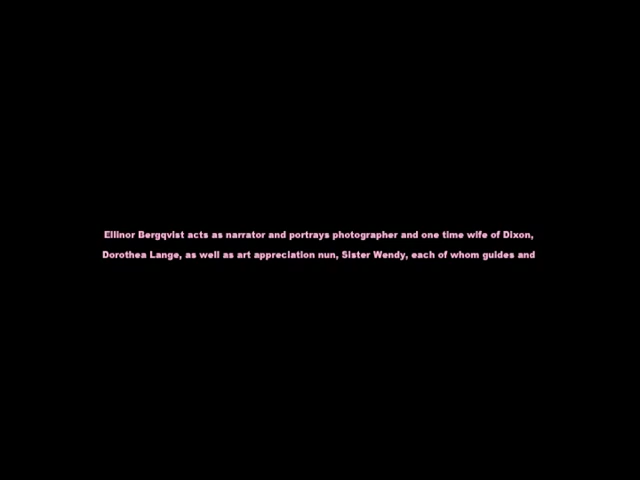 Ellinor Bergqvist acts as narrator and portrays photographer and one time wife of Dixon,
Dorothea Lange, as well as art appreciation nun, Sister Wendy, each of whom guides and